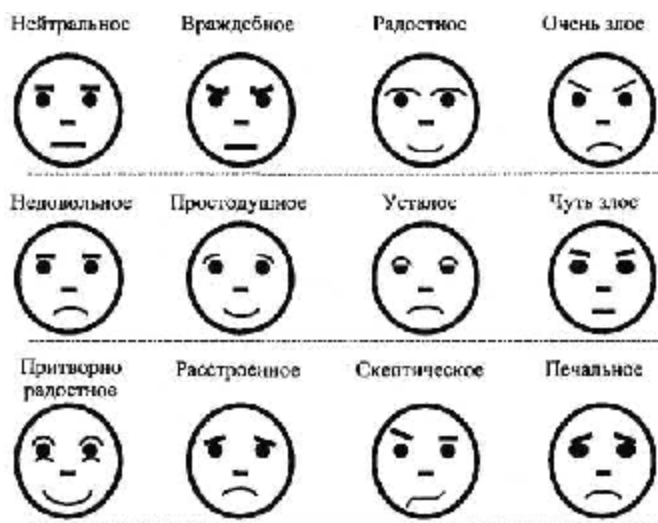 Нейтральное Враждебное Радостное Очень злое
Недовольное Простодушное Усталое Чуть злое
Притворно радостное
Расстроенное Скептическое Печальное